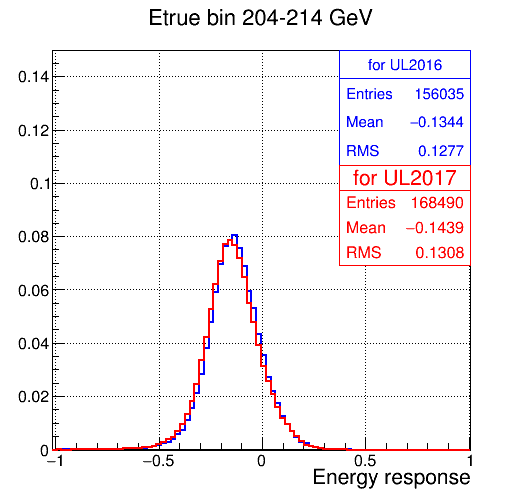 Etrue bin 204-214 GeV
for UL2016
Entries 156035
Mean −0.1344
RMS 0.1277
for UL2017
Entries 168490
Mean −0.1439
RMS 0.1308
0.14
0.12
0.1
0.08
0.06
0.04
0.02
0
−1 −0.5 0 0.5 1
Energy response